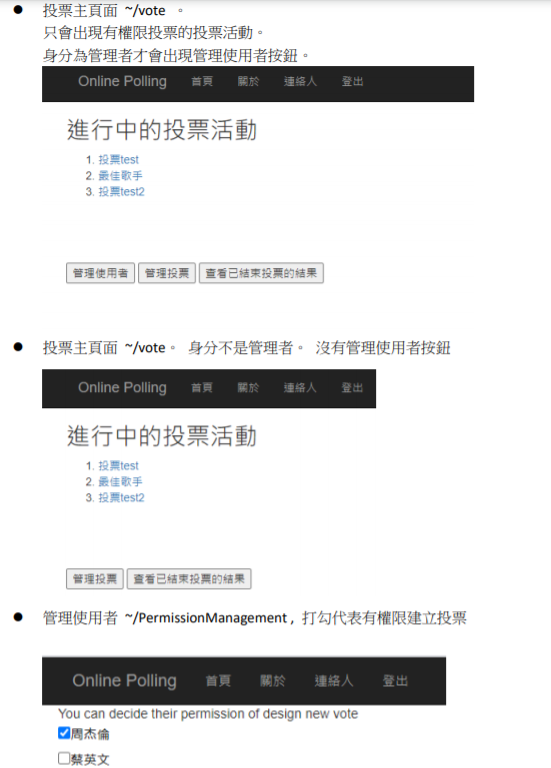 ● 投票主頁面 ~/vote 。
只會出現有權限投票的投票活動。
身分為管理者才會出現管理使用者按鈕。
Online Polling 首頁 關於 連絡人 登出
進行中的投票活動
1. 投票test
2. 最佳歌手
3. 投票test2
管理使用者 管理投票 查看已結束投票的結果
● 投票主頁面 ~/vote。 身分不是管理者。 沒有管理使用者按鈕
Online Polling 首頁 關於 連絡人 登出
進行中的投票活動
1. 投票test
2. 最佳歌手
3. 投票test2
管理投票 查看已結束投票的結果
● 管理使用者 ~/PermissionManagement , 打勾代表有權限建立投票
Online Polling 首頁 關於 連絡人 登出
You can decide their permission of design new vote
周杰倫
蔡英文